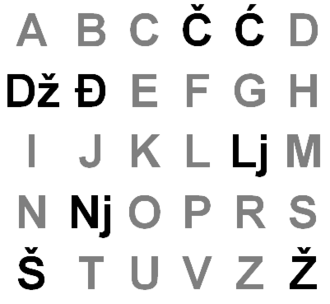 A B C Č Ć D
Dž Đ E F G H
I J K L Lj M
N Nj O P R S
Š T U V Z Ž